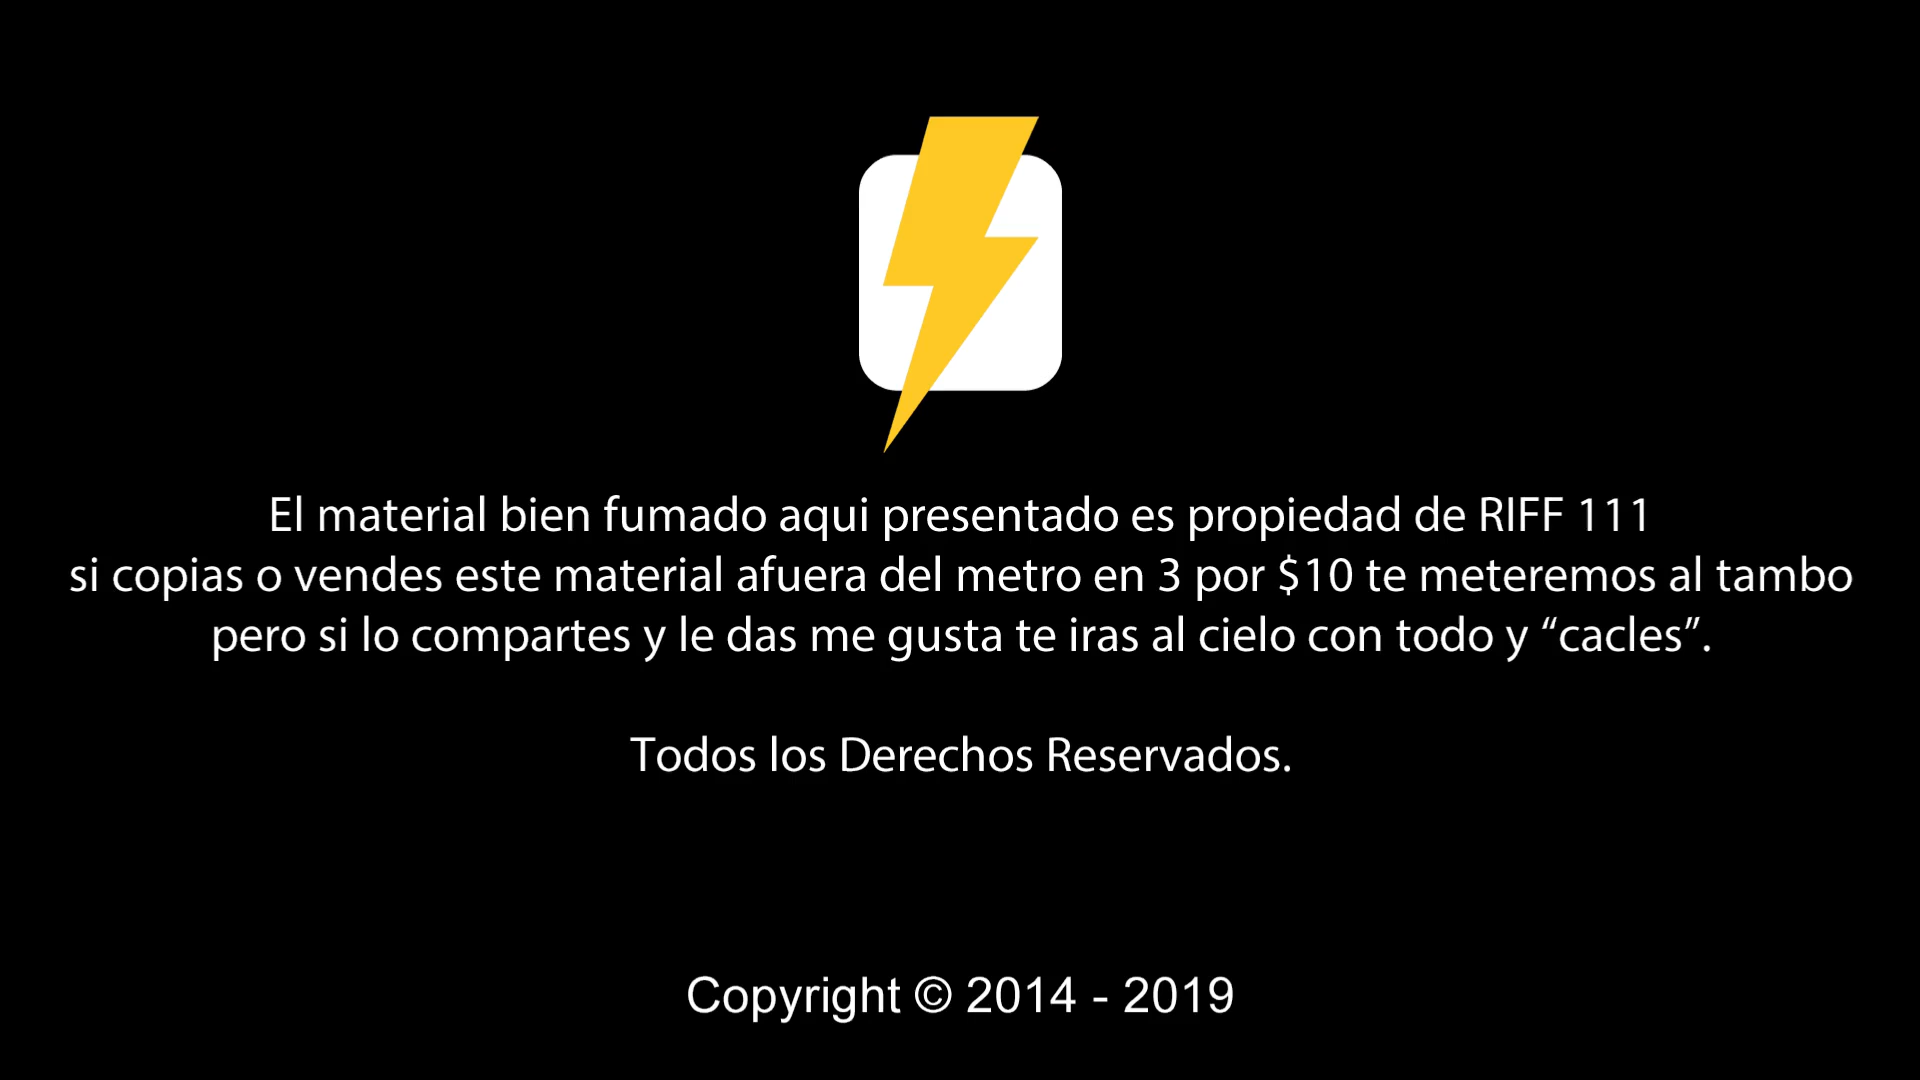 El material bien fumado aqui presentado es propiedad de RIFF 111
si copias o vendes este material afuera del metro en 3 por $10 te meteremos al tambo
pero si lo compartes y le das me gusta te iras al cielo con todo y “cacles”.
Todos los Derechos Reservados.
Copyright © 2014 - 2019